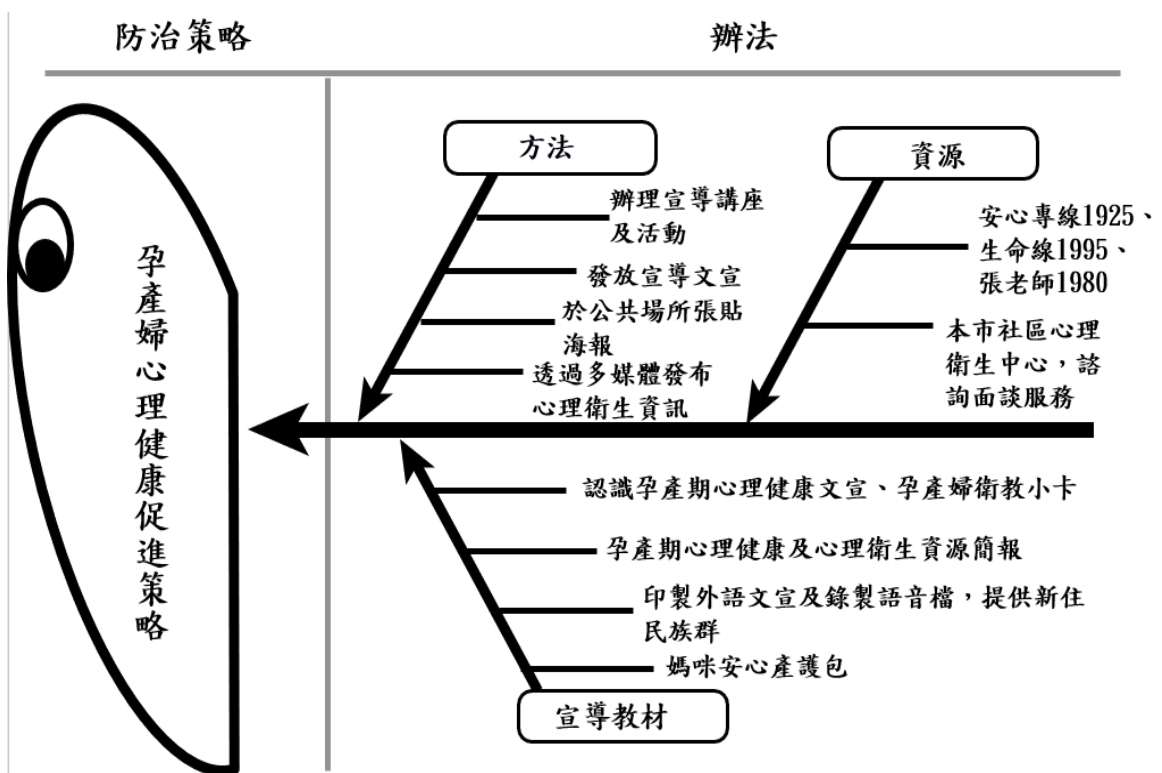 防治策略
辦法
孕產婦心理健康促進策略
方法
辦理宣導講座
及活動
發放宣導文宣
於公共場所張貼
海報
透過多媒體發布
心理衛生資訊
資源
安心專線1925、
生命線1995、
張老師1980
本市社區心理
衛生中心，諮
詢面談服務
認識孕產期心理健康文宣、孕產婦衛教小卡
孕產期心理健康及心理衛生資源簡報
印製外語文宣及錄製語音檔，提供新住
民族群
媽咪安心產護包
宣導教材